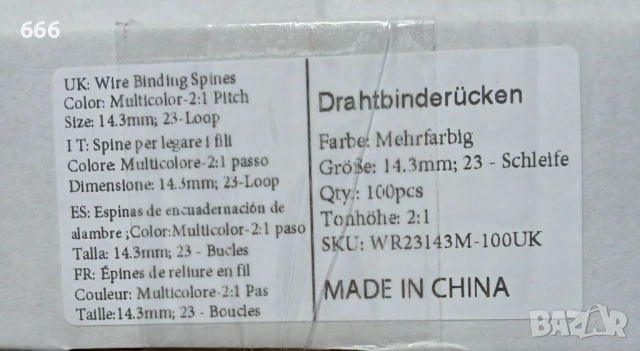 666
UK: Wire Binding Spines
Color: Multicolor-2:1 Pitch
Size: 14.3mm; 23-Loop
I T: Spine per legare i fili
Colore: Multicolore-2:1 passo
Dimensione: 14.3mm; 23-Loop
ES: Espinas de encuadernación de
alambre ;Color:Multicolor-2:1 paso
Talla: 14.3mm; 23 - Bucles
FR: Épines de reliure en fil
Couleur: Multicolore-2:1 Pas
Taille:14.3mm; 23 - Boucles
Drahtbinderücken
Farbe: Mehrfarbig
Größe: 14.3mm; 23 - Schleife
Qty.: 100pcs
Tonhöhe: 2:1
SKU: WR23143M-100UK
MADE IN CHINA
BAZAR